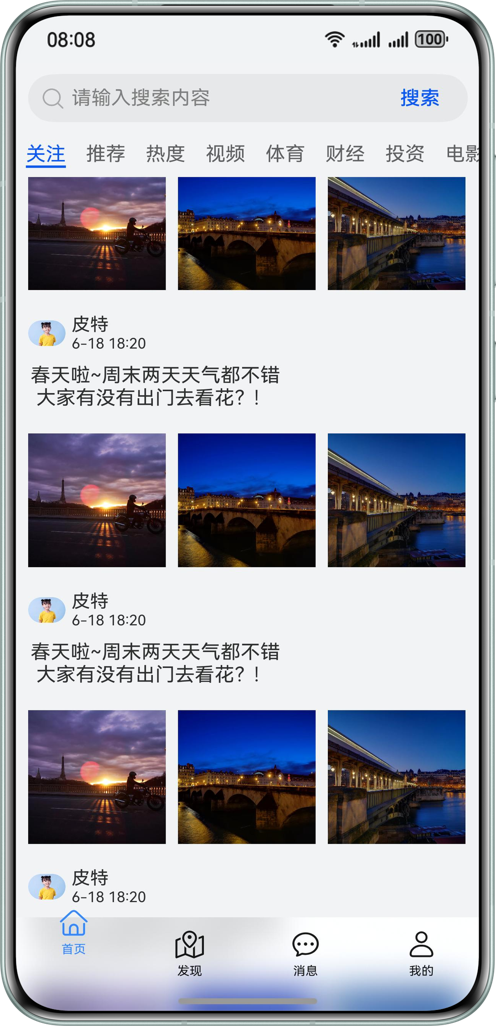 08:08
100
请输入搜索内容 搜索
关注 推荐 热度 视频 体育 财经 投资 电影
皮特
6-18 18:20
春天啦~周末两天天气都不错
大家有没有出门去看花？！
皮特
6-18 18:20
春天啦~周末两天天气都不错
大家有没有出门去看花？！
皮特
6-18 18:20
首页 发现 消息 我的